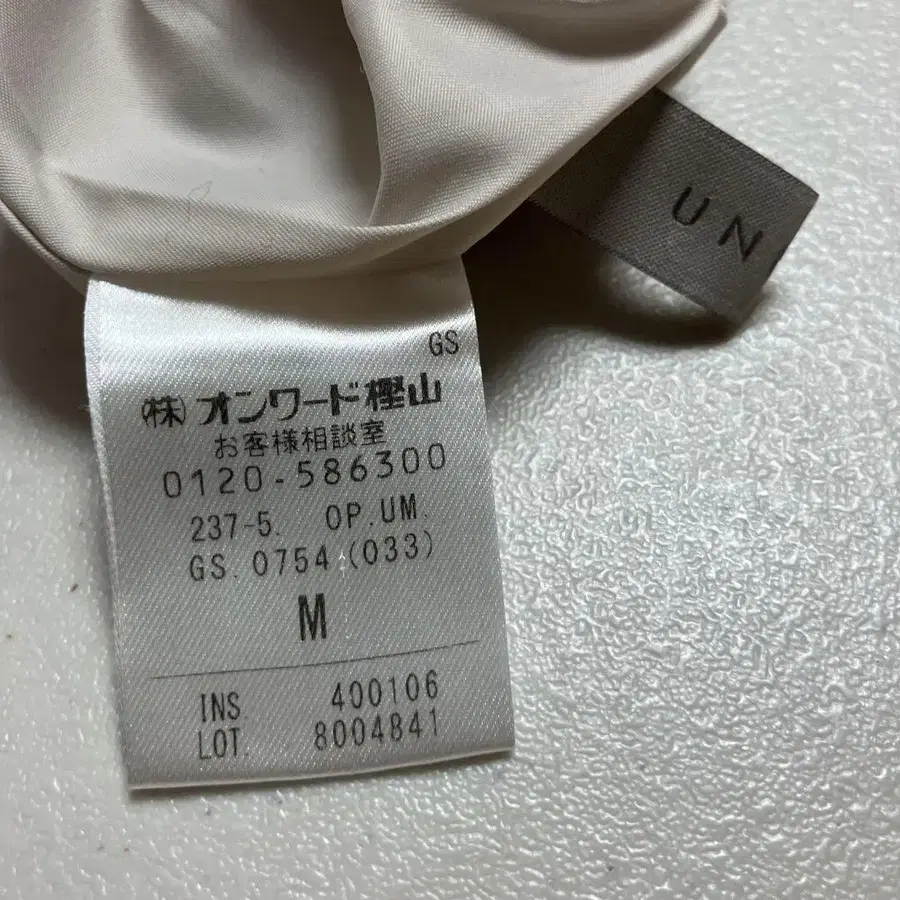 UN
GS
(株)オンワード樫山
お客様相談室
0120-586300
237-5. OP.UM.
GS.0754 (033)
M
INS. 400106
LOT. 8004841